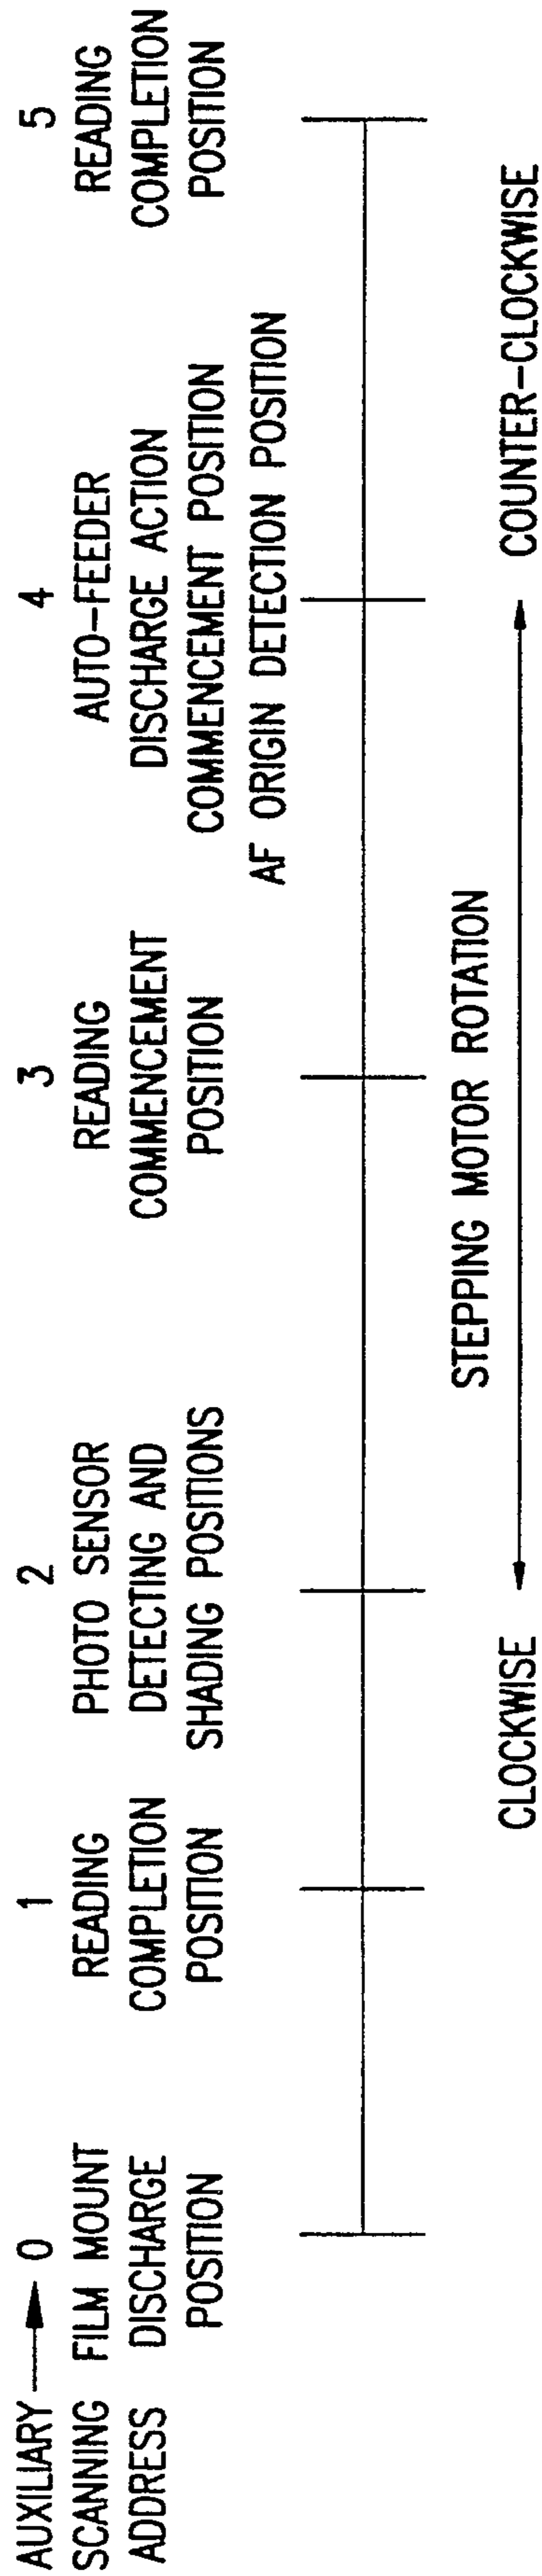 AUXILIARY
SCANNING
ADDRESS
0
FILM MOUNT
DISCHARGE
POSITION
1
READING
COMPLETION
POSITION
2
PHOTO SENSOR
DETECTING AND
SHADING POSITIONS
3
READING
COMMENCEMENT
POSITION
4
AUTO-FEEDER
DISCHARGE ACTION
COMMENCEMENT POSITION
AF ORIGIN DETECTION POSITION
5
READING
COMPLETION
POSITION
STEPPING MOTOR ROTATION
CLOCKWISE
COUNTER-CLOCKWISE